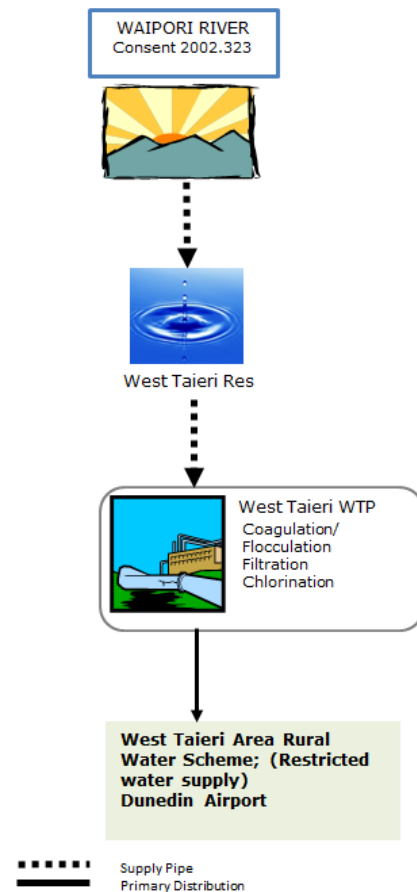 WAIPORI RIVER
Consent 2002.323
West Taieri Res
West Taieri WTP
Coagulation/
Flocculation
Filtration
Chlorination
West Taieri Area Rural
Water Scheme; (Restricted
water supply)
Dunedin Airport
Supply Pipe
Primary Distribution